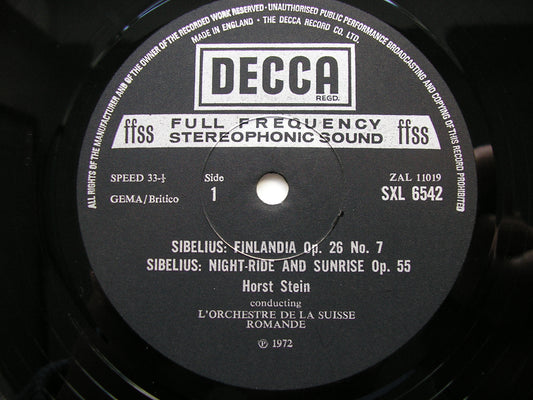 ALL RIGHTS OF THE MANUFACTURER AND OF THE OWNER OF THE RECORDED WORK RESERVED · UNAUTHORISED PUBLIC PERFORMANCE BROADCASTING AND COPYING OF THIS RECORD PROHIBITED
MADE IN ENGLAND · THE DECCA RECORD CO. LTD.
DECCA
REGD.
ffss FULL FREQUENCY STEREOPHONIC SOUND ffss
SPEED 33-⅓ Side ZAL 11019
GEMA/Britico 1 SXL 6542
SIBELIUS: FINLANDIA Op. 26 No. 7
SIBELIUS: NIGHT-RIDE AND SUNRISE Op. 55
Horst Stein
conducting
L'ORCHESTRE DE LA SUISSE
ROMANDE
℗ 1972